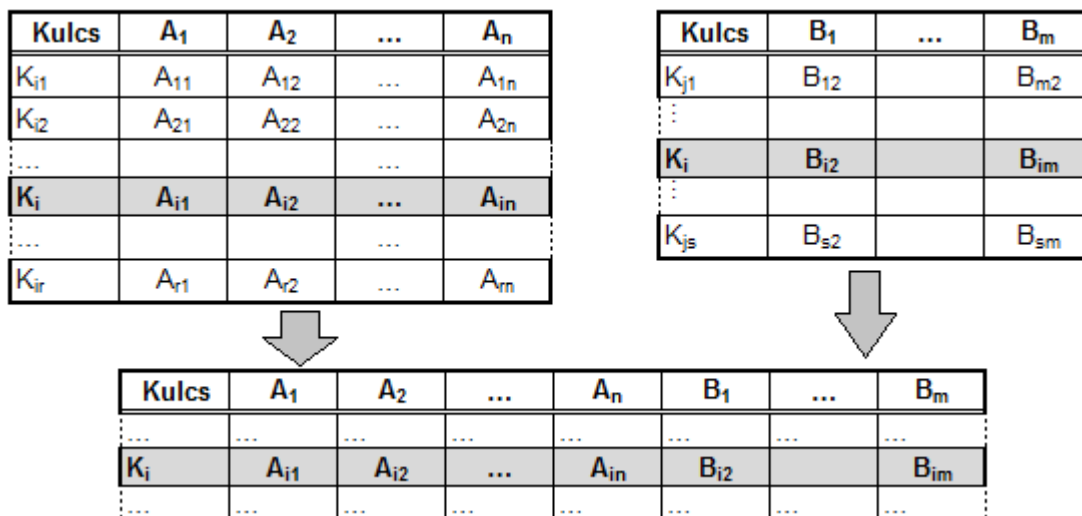 Kulcs A₁ A₂ ... Aₙ
Kᵢ₁ A₁₁ A₁₂ ... A₁ₙ
Kᵢ₂ A₂₁ A₂₂ ... A₂ₙ
... ...
Kᵢ Aᵢ₁ Aᵢ₂ ... Aᵢₙ
... ...
Kᵢᵣ Aᵣ₁ Aᵣ₂ ... Aᵣₙ
Kulcs B₁ ... Bₘ
Kⱼ₁ B₁₂ Bₘ₂
⋮
Kᵢ Bᵢ₂ Bᵢₘ
⋮
Kⱼₛ Bₛ₂ Bₛₘ
Kulcs A₁ A₂ ... Aₙ B₁ ... Bₘ
... ... ... ... ... ... ... ...
Kᵢ Aᵢ₁ Aᵢ₂ ... Aᵢₙ Bᵢ₂ Bᵢₘ
... ... ... ... ... ... ... ...